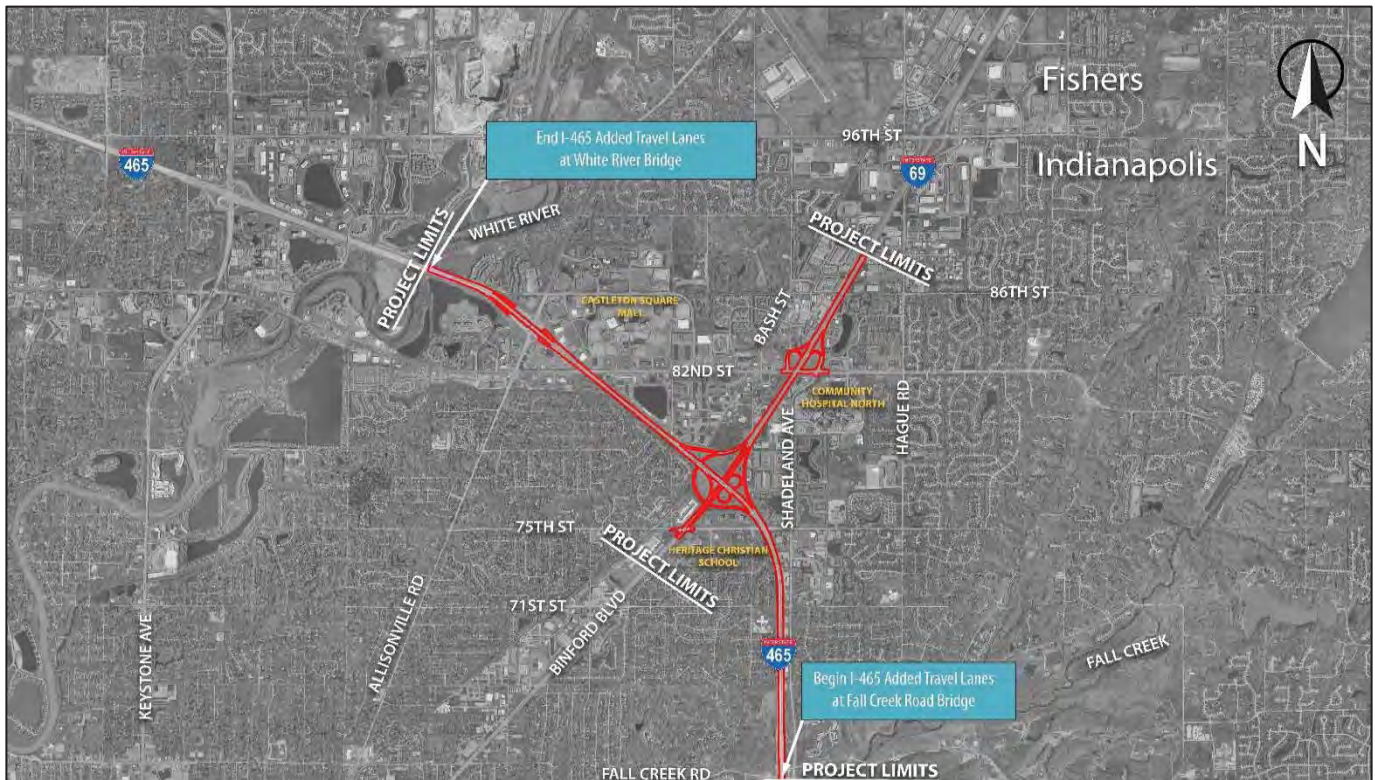 Fishers
96TH ST
Indianapolis
N
End I-465 Added Travel Lanes
at White River Bridge
465
69
WHITE RIVER
PROJECT LIMITS
PROJECT LIMITS
86TH ST
CASTLETON SQUARE
MALL
BASH ST
82ND ST
COMMUNITY
HOSPITAL NORTH
HAGUE RD
SHADELAND AVE
75TH ST
HERITAGE CHRISTIAN
SCHOOL
PROJECT LIMITS
71ST ST
BINFORD BLVD
ALLISONVILLE RD
KEYSTONE AVE
465
FALL CREEK
Begin I-465 Added Travel Lanes
at Fall Creek Road Bridge
FALL CREEK RD
PROJECT LIMITS